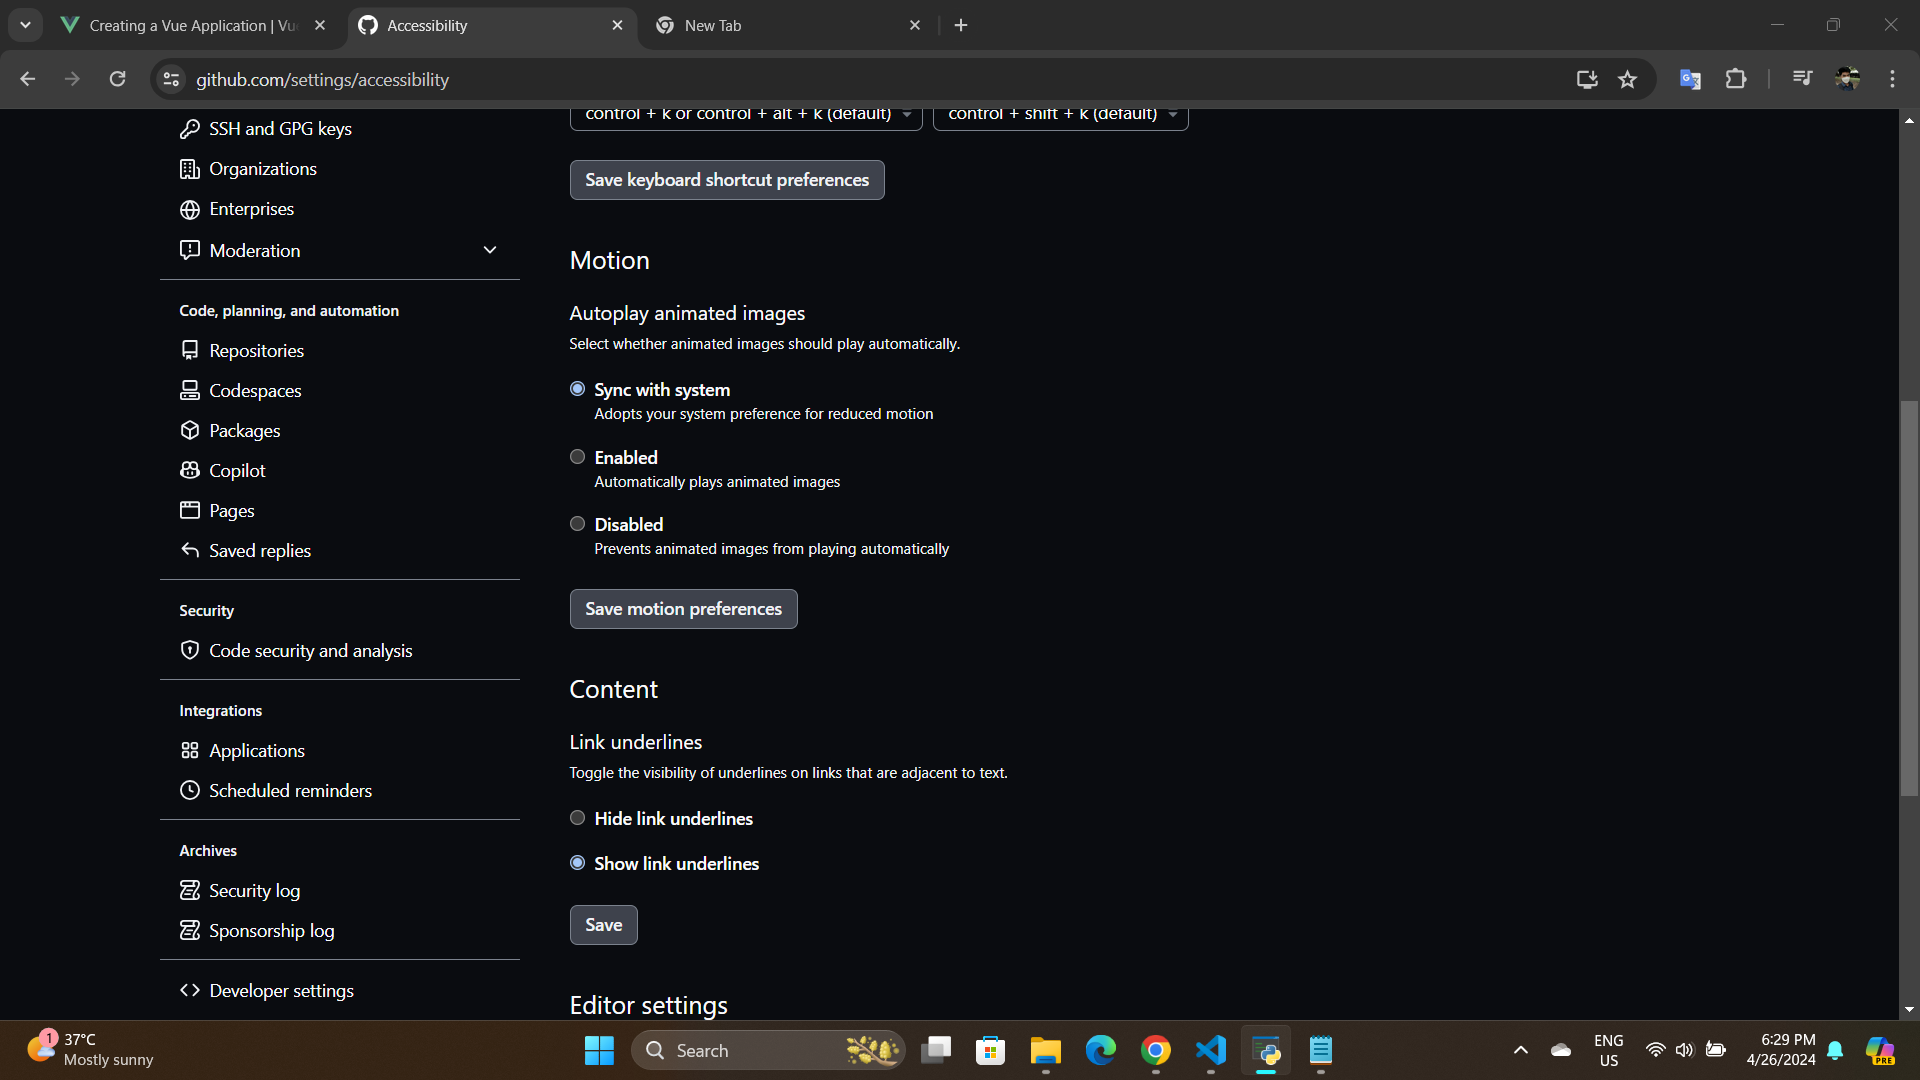 Creating a Vue Application | Vu
Accessibility
New Tab
github.com/settings/accessibility
control + k or control + alt + k (default)
control + shift + k (default)
SSH and GPG keys
Organizations
Enterprises
Moderation
Code, planning, and automation
Repositories
Codespaces
Packages
Copilot
Pages
Saved replies
Security
Code security and analysis
Integrations
Applications
Scheduled reminders
Archives
Security log
Sponsorship log
Developer settings
Save keyboard shortcut preferences
Motion
Autoplay animated images
Select whether animated images should play automatically.
Sync with system
Adopts your system preference for reduced motion
Enabled
Automatically plays animated images
Disabled
Prevents animated images from playing automatically
Save motion preferences
Content
Link underlines
Toggle the visibility of underlines on links that are adjacent to text.
Hide link underlines
Show link underlines
Save
Editor settings
1
37°C
Mostly sunny
Search
ENG
US
6:29 PM
4/26/2024
PRE